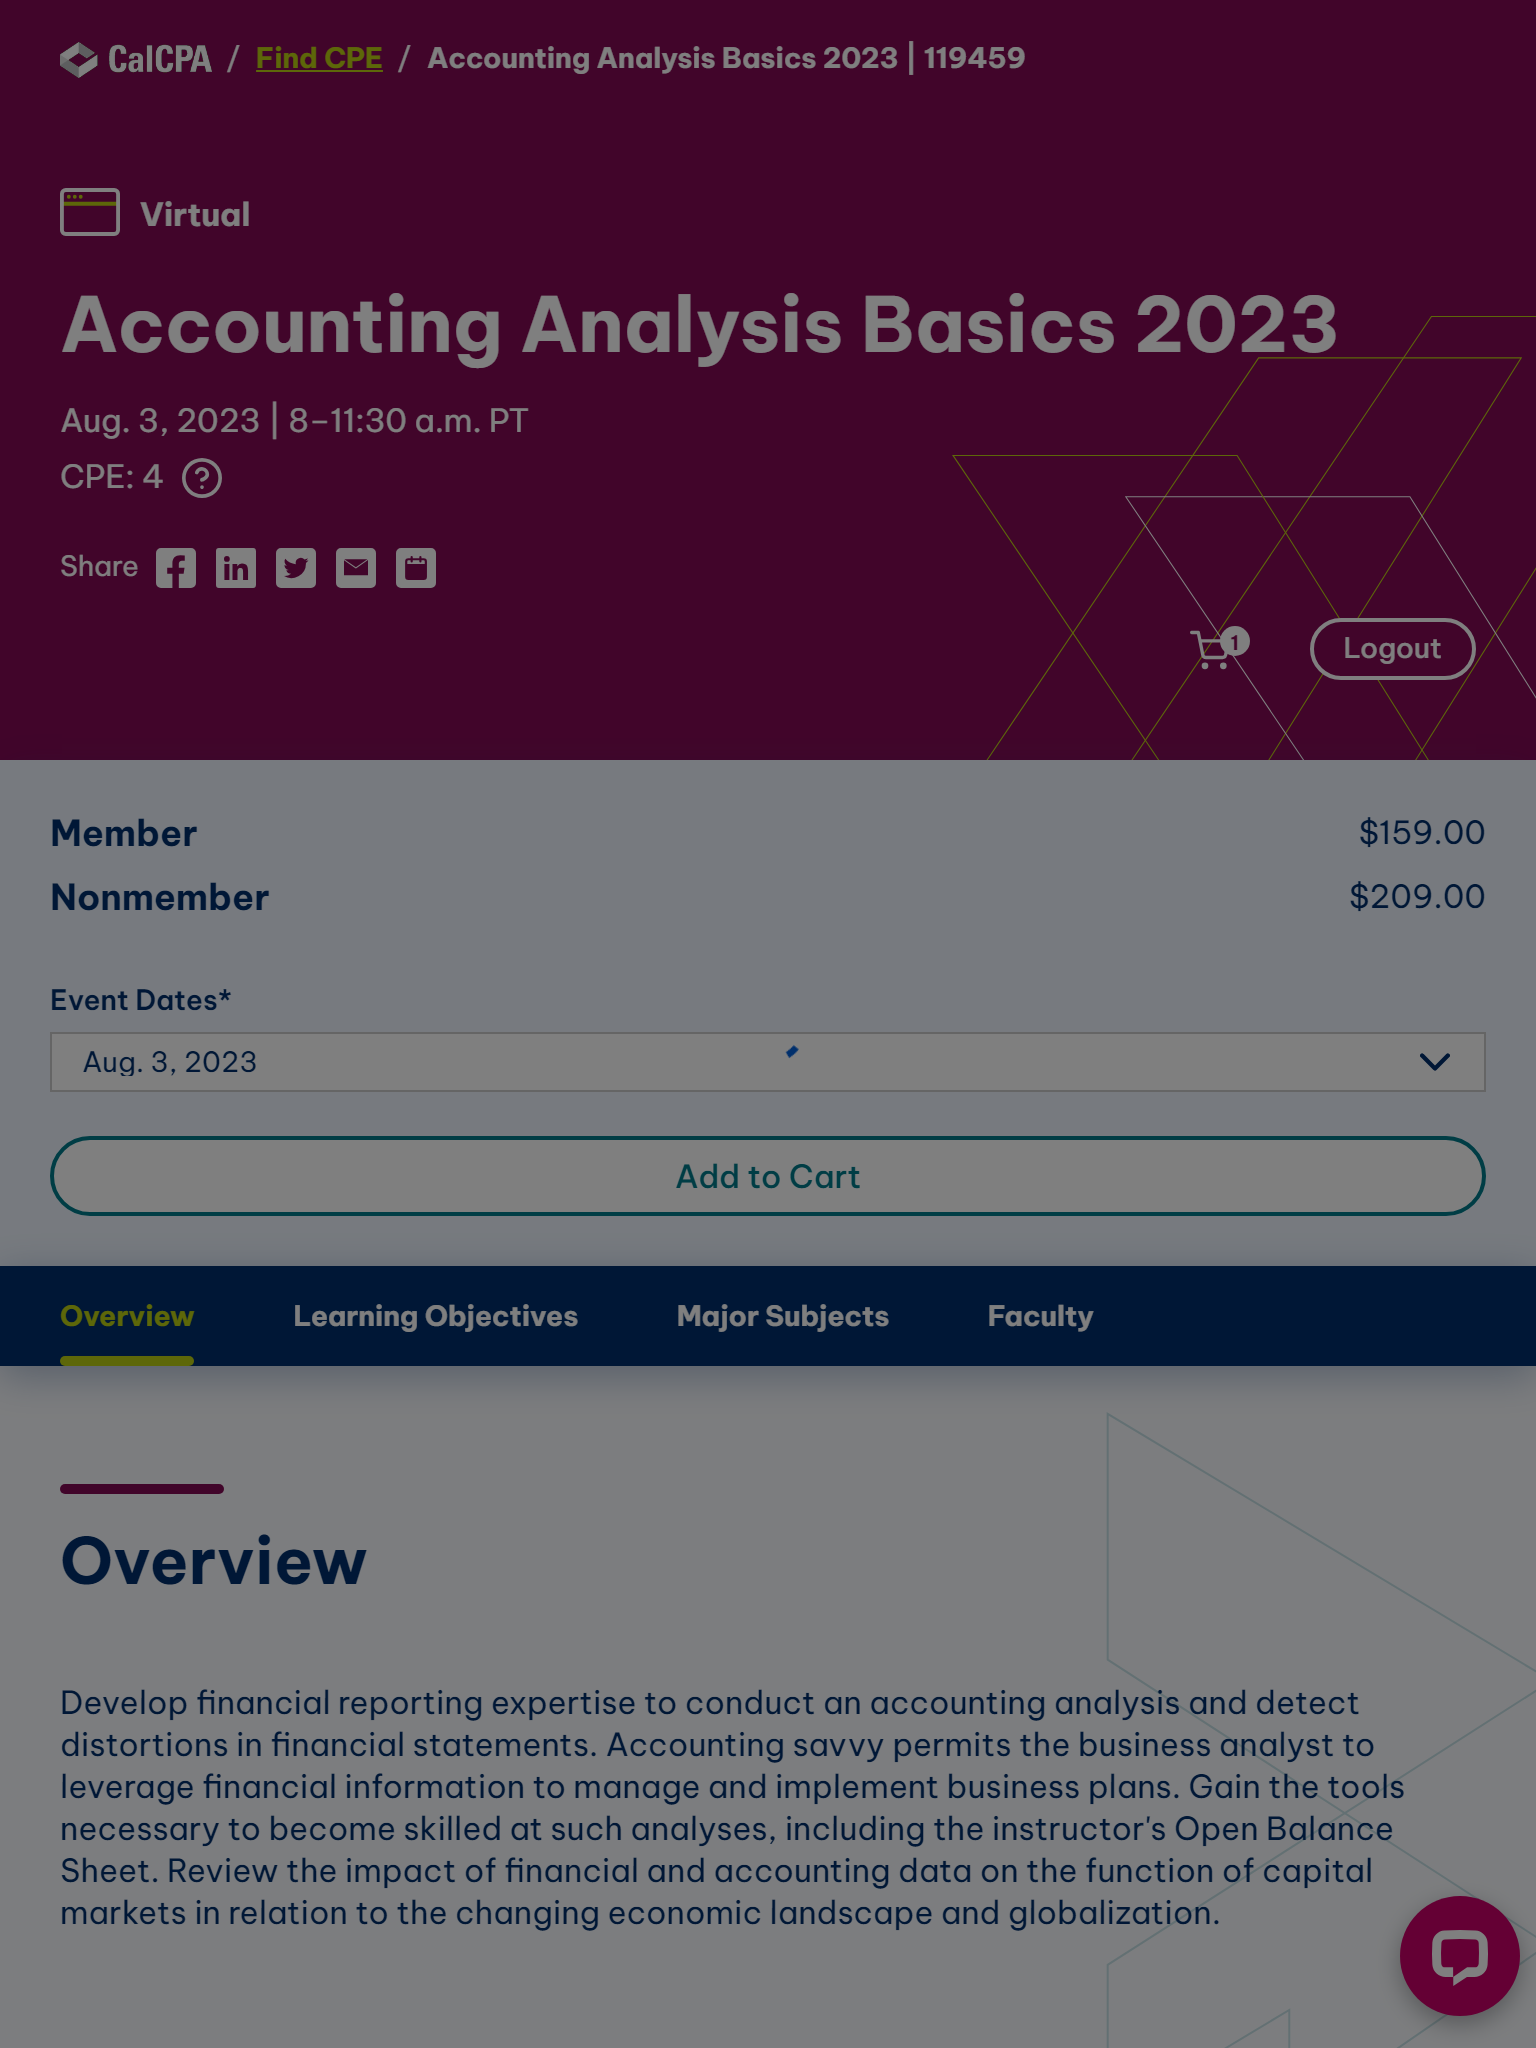 CalCPA / Find CPE / Accounting Analysis Basics 2023 | 119459
Virtual
Accounting Analysis Basics 2023
Aug. 3, 2023 | 8–11:30 a.m. PT
CPE: 4 ?
Share
1
Logout
Member $159.00
Nonmember $209.00
Event Dates*
Aug. 3, 2023
Add to Cart
Overview Learning Objectives Major Subjects Faculty
Overview
Develop financial reporting expertise to conduct an accounting analysis and detect
distortions in financial statements. Accounting savvy permits the business analyst to
leverage financial information to manage and implement business plans. Gain the tools
necessary to become skilled at such analyses, including the instructor's Open Balance
Sheet. Review the impact of financial and accounting data on the function of capital
markets in relation to the changing economic landscape and globalization.